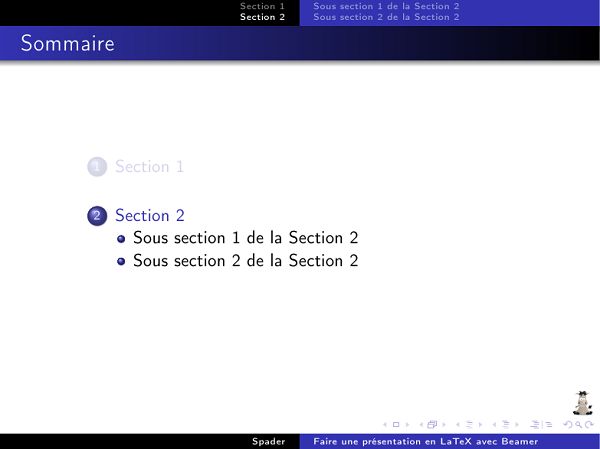 Section 1
Section 2
Sous section 1 de la Section 2
Sous section 2 de la Section 2
Sommaire
1 Section 1
2 Section 2
Sous section 1 de la Section 2
Sous section 2 de la Section 2
Spader
Faire une présentation en LaTeX avec Beamer